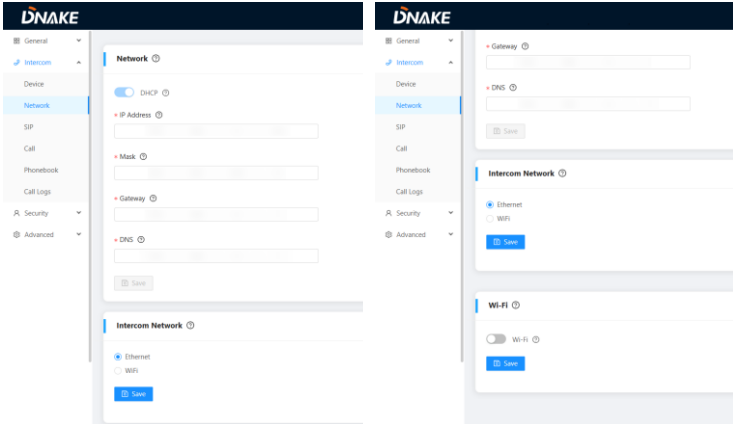 DNAKE
General
Intercom
Device
Network
SIP
Call
Phonebook
Call Logs
Security
Advanced
Network
DHCP
* IP Address
* Mask
* Gateway
* DNS
Save
Intercom Network
Ethernet
WiFi
Save
DNAKE
General
Intercom
Device
Network
SIP
Call
Phonebook
Call Logs
Security
Advanced
* Gateway
* DNS
Save
Intercom Network
Ethernet
WiFi
Save
Wi-Fi
Wi-Fi
Save